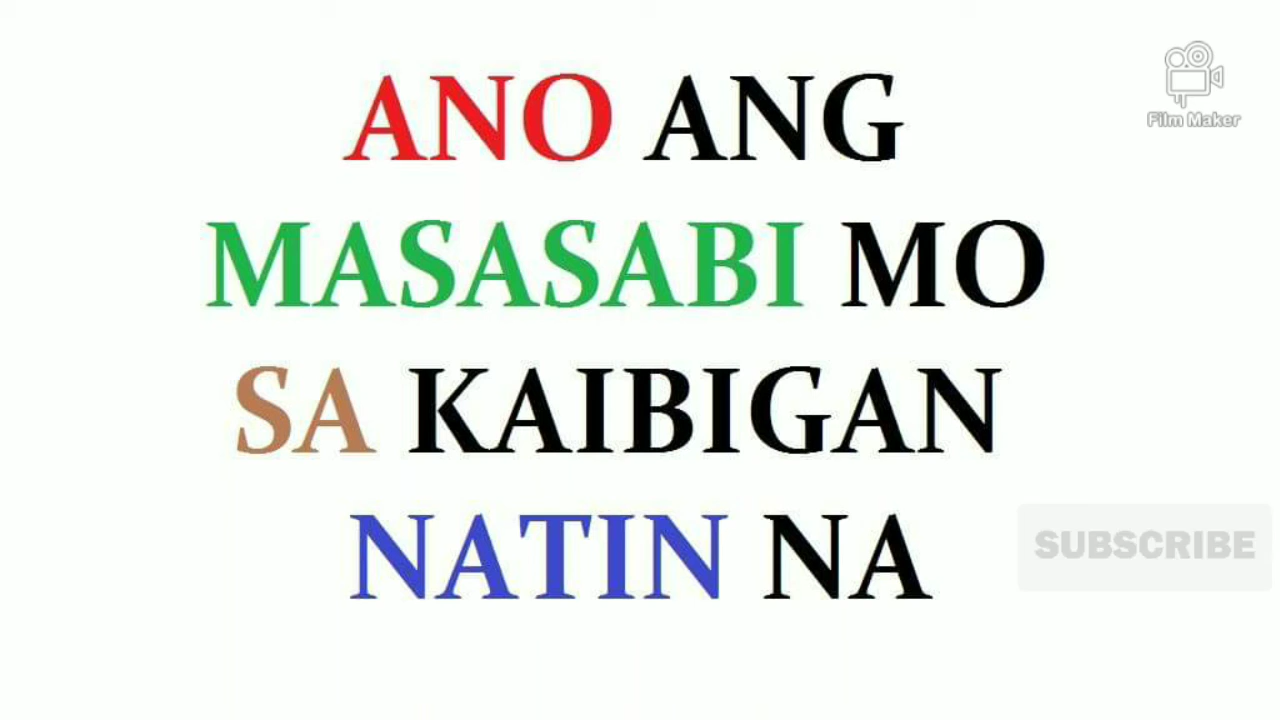 ANO ANG
Film Maker
MASASABI MO
SA KAIBIGAN
NATIN NA
SUBSCRIBE